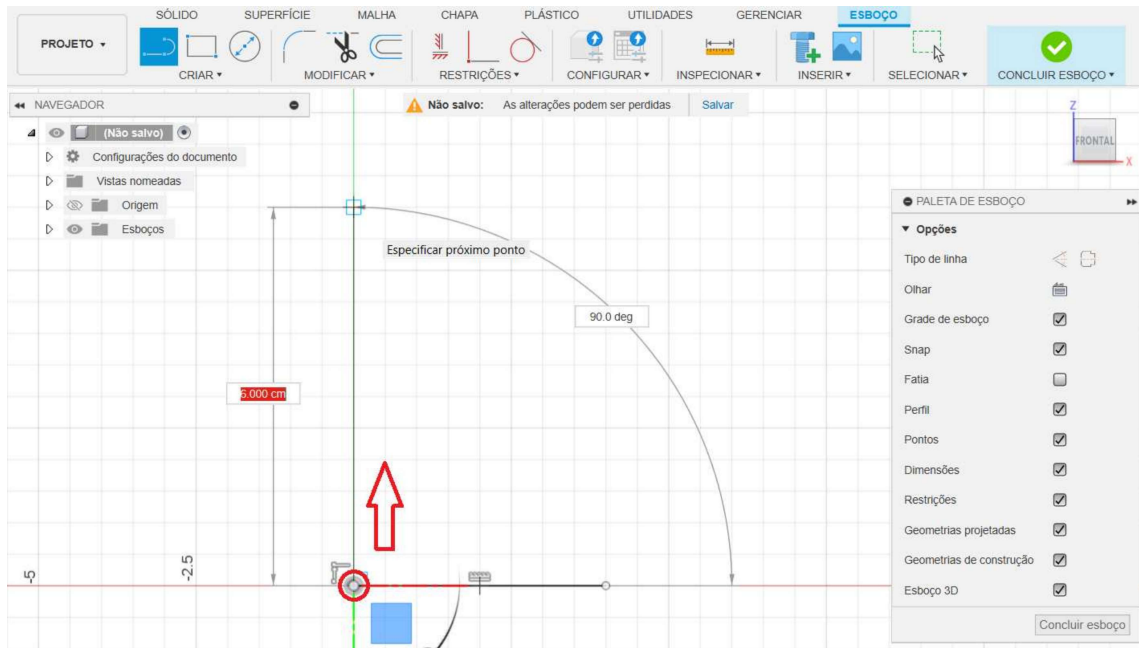 SÓLIDO SUPERFÍCIE MALHA CHAPA PLÁSTICO UTILIDADES GERENCIAR ESBOÇO
PROJETO
CRIAR MODIFICAR RESTRIÇÕES CONFIGURAR INSPECIONAR INSERIR SELECIONAR CONCLUIR ESBOÇO
NAVEGADOR
Não salvo: As alterações podem ser perdidas Salvar
(Não salvo)
Configurações do documento
Vistas nomeadas
Origem
Esboços
Z
FRONTAL
X
Especificar próximo ponto
90.0 deg
6.000 cm
-2.5
-5
PALETA DE ESBOÇO
Opções
Tipo de linha
Olhar
Grade de esboço
Snap
Fatia
Perfil
Pontos
Dimensões
Restrições
Geometrias projetadas
Geometrias de construção
Esboço 3D
Concluir esboço